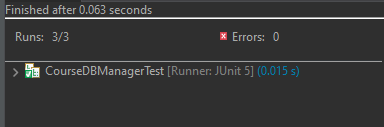 Finished after 0.063 seconds
Runs: 3/3 Errors: 0
CourseDBManagerTest [Runner: JUnit 5] (0.015 s)